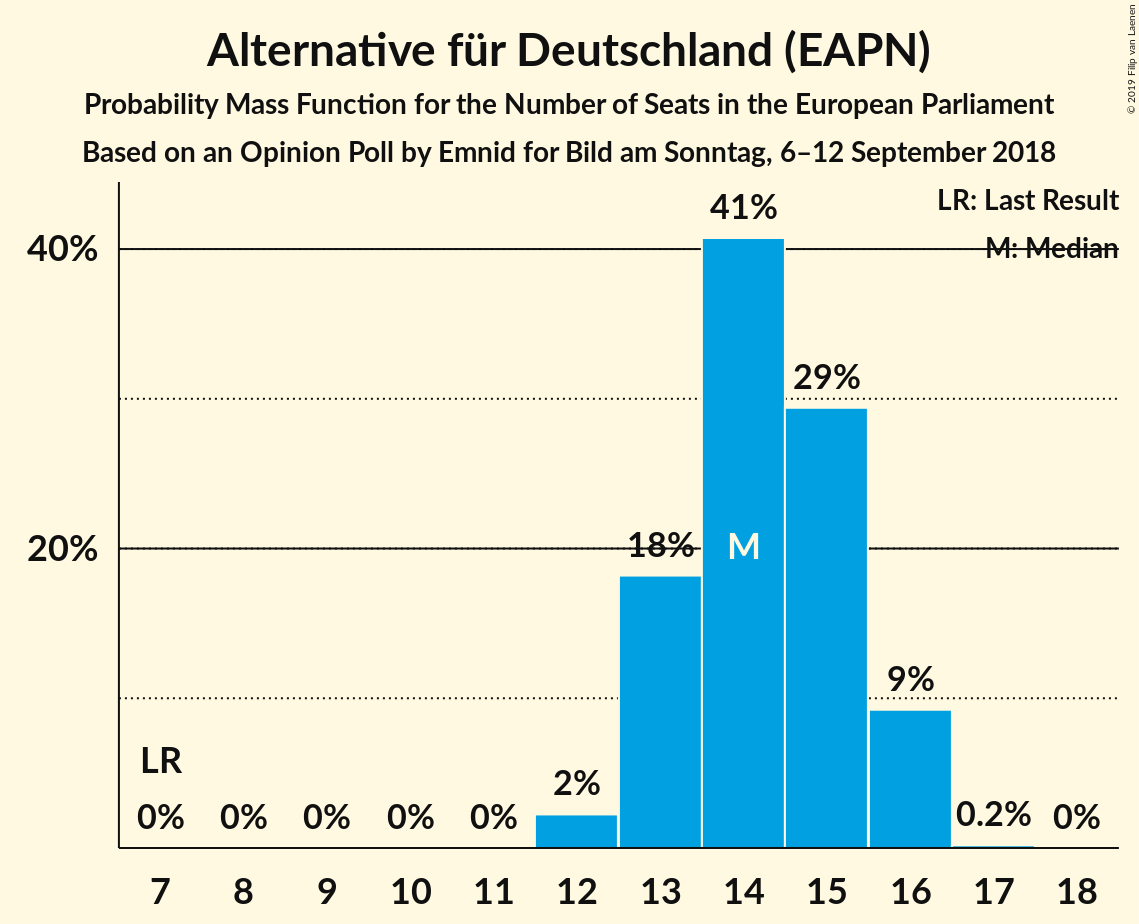 Alternative für Deutschland (EAPN)
Probability Mass Function for the Number of Seats in the European Parliament
Based on an Opinion Poll by Emnid for Bild am Sonntag, 6–12 September 2018
© 2019 Filip van Laenen
LR: Last Result
M: Median
40%
20%
41%
29%
18%
M
9%
LR
2%
0% 0% 0% 0% 0% 0.2% 0%
7 8 9 10 11 12 13 14 15 16 17 18